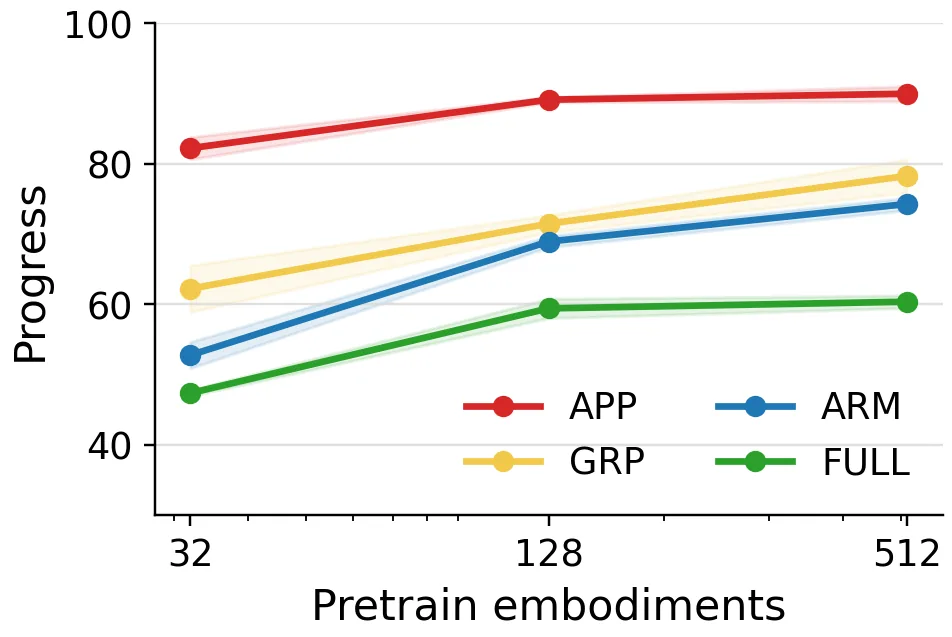 100
80
60
40
Progress
APP
ARM
GRP
FULL
32
128
512
Pretrain embodiments